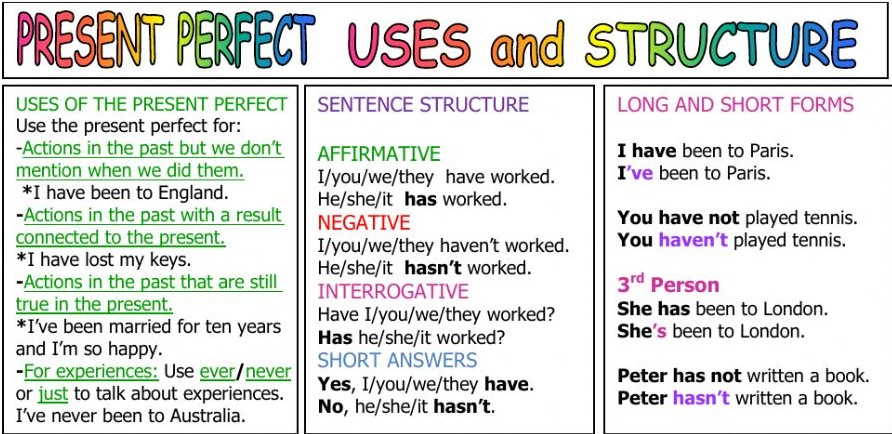 PRESENT PERFECT USES and STRUCTURE
USES OF THE PRESENT PERFECT
Use the present perfect for:
-Actions in the past but we don't
mention when we did them.
*I have been to England.
-Actions in the past with a result
connected to the present.
*I have lost my keys.
-Actions in the past that are still
true in the present.
*I've been married for ten years
and I'm so happy.
-For experiences: Use ever/never
or just to talk about experiences.
I've never been to Australia.
SENTENCE STRUCTURE
AFFIRMATIVE
I/you/we/they have worked.
He/she/it has worked.
NEGATIVE
I/you/we/they haven't worked.
He/she/it hasn't worked.
INTERROGATIVE
Have I/you/we/they worked?
Has he/she/it worked?
SHORT ANSWERS
Yes, I/you/we/they have.
No, he/she/it hasn't.
LONG AND SHORT FORMS
I have been to Paris.
I've been to Paris.
You have not played tennis.
You haven't played tennis.
3rd Person
She has been to London.
She's been to London.
Peter has not written a book.
Peter hasn't written a book.